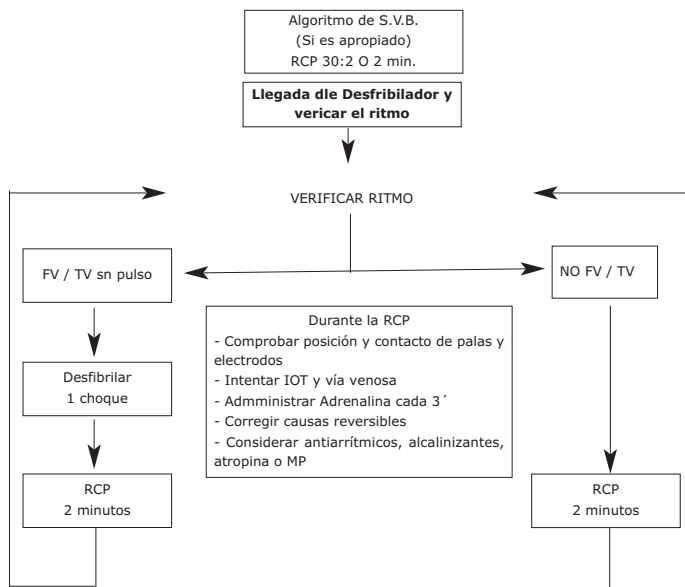 Algoritmo de S.V.B.
(Si es apropiado)
RCP 30:2 O 2 min.
Llegada dle Desfribilador y
vericar el ritmo
VERIFICAR RITMO
FV / TV sn pulso
NO FV / TV
Durante la RCP
- Comprobar posición y contacto de palas y
electrodos
- Intentar IOT y vía venosa
- Admministrar Adrenalina cada 3´
- Corregir causas reversibles
- Considerar antiarrítmicos, alcalinizantes,
atropina o MP
Desfibrilar
1 choque
RCP
2 minutos
RCP
2 minutos